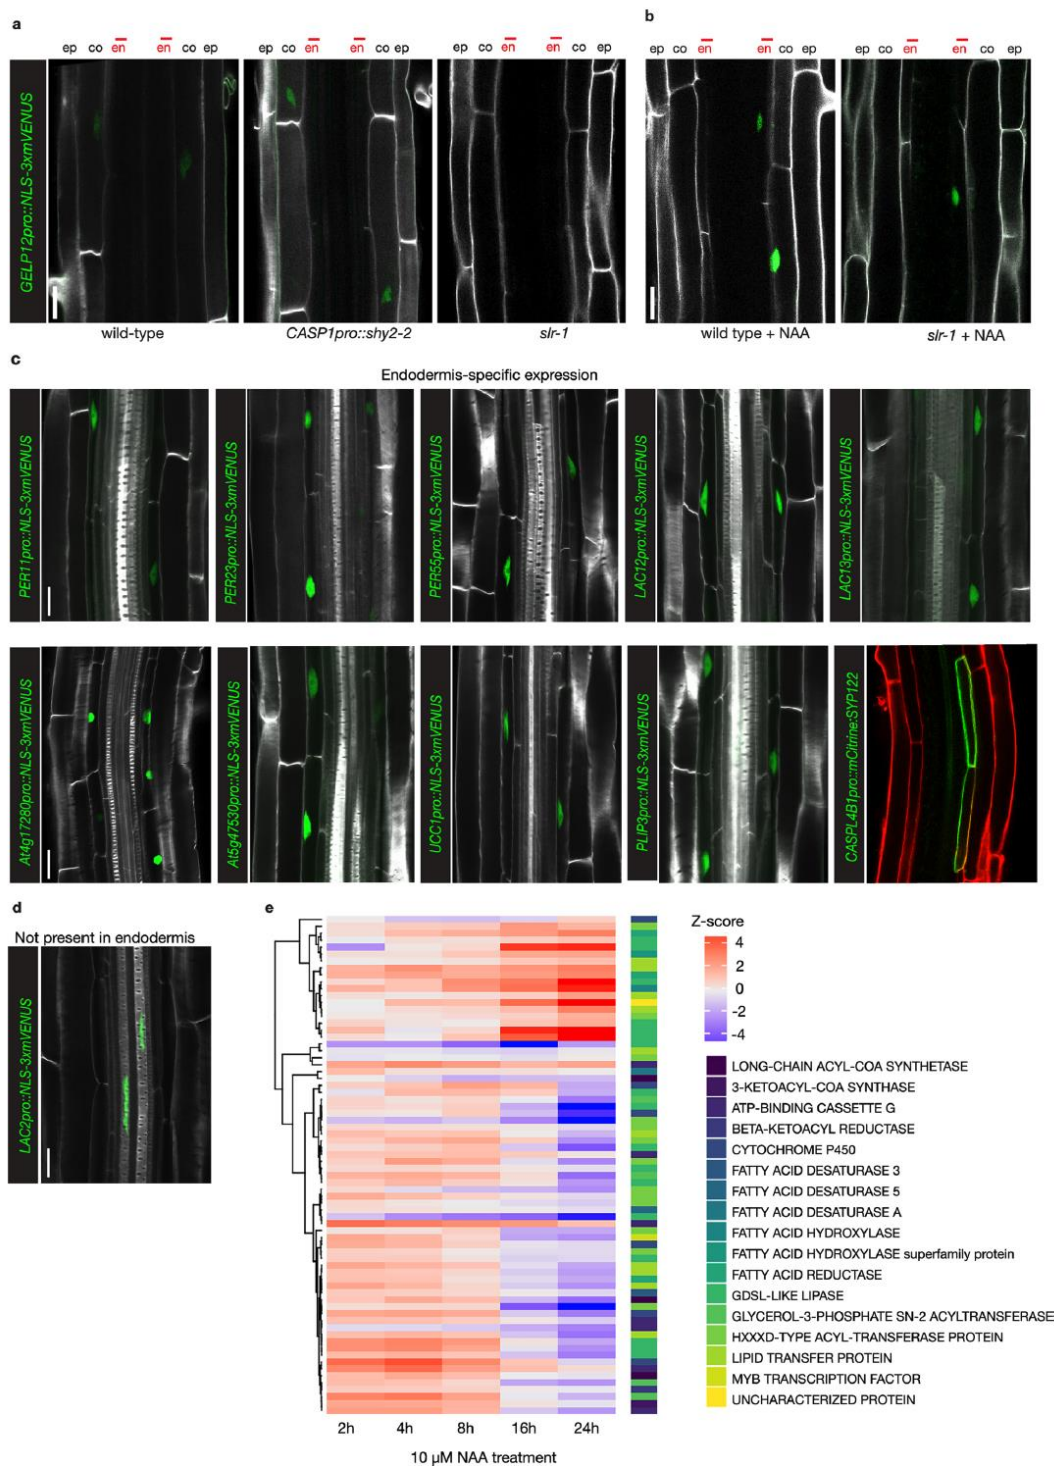 a
b
ep co en en co ep
ep co en en co ep
ep co en en co ep
ep co en en co ep
ep co en en co ep
GELP12pro::NLS-3xmVENUS
wild-type
CASP1pro::shy2-2
slr-1
wild type + NAA
slr-1 + NAA
c
Endodermis-specific expression
PER11pro::NLS-3xmVENUS
PER23pro::NLS-3xmVENUS
PER55pro::NLS-3xmVENUS
LAC12pro::NLS-3xmVENUS
LAC13pro::NLS-3xmVENUS
At4g17280pro::NLS-3xmVENUS
At5g47530pro::NLS-3xmVENUS
UCC1pro::NLS-3xmVENUS
PLIP3pro::NLS-3xmVENUS
CASPL4B1pro::mCitrine:SYP122
d
Not present in endodermis
LAC2pro::NLS-3xmVENUS
e
2h 4h 8h 16h 24h
10 µM NAA treatment
Z-score
4
2
0
-2
-4
LONG-CHAIN ACYL-COA SYNTHETASE
3-KETOACYL-COA SYNTHASE
ATP-BINDING CASSETTE G
BETA-KETOACYL REDUCTASE
CYTOCHROME P450
FATTY ACID DESATURASE 3
FATTY ACID DESATURASE 5
FATTY ACID DESATURASE A
FATTY ACID HYDROXYLASE
FATTY ACID HYDROXYLASE superfamily protein
FATTY ACID REDUCTASE
GDSL-LIKE LIPASE
GLYCEROL-3-PHOSPHATE SN-2 ACYLTRANSFERASE
HXXXD-TYPE ACYL-TRANSFERASE PROTEIN
LIPID TRANSFER PROTEIN
MYB TRANSCRIPTION FACTOR
UNCHARACTERIZED PROTEIN